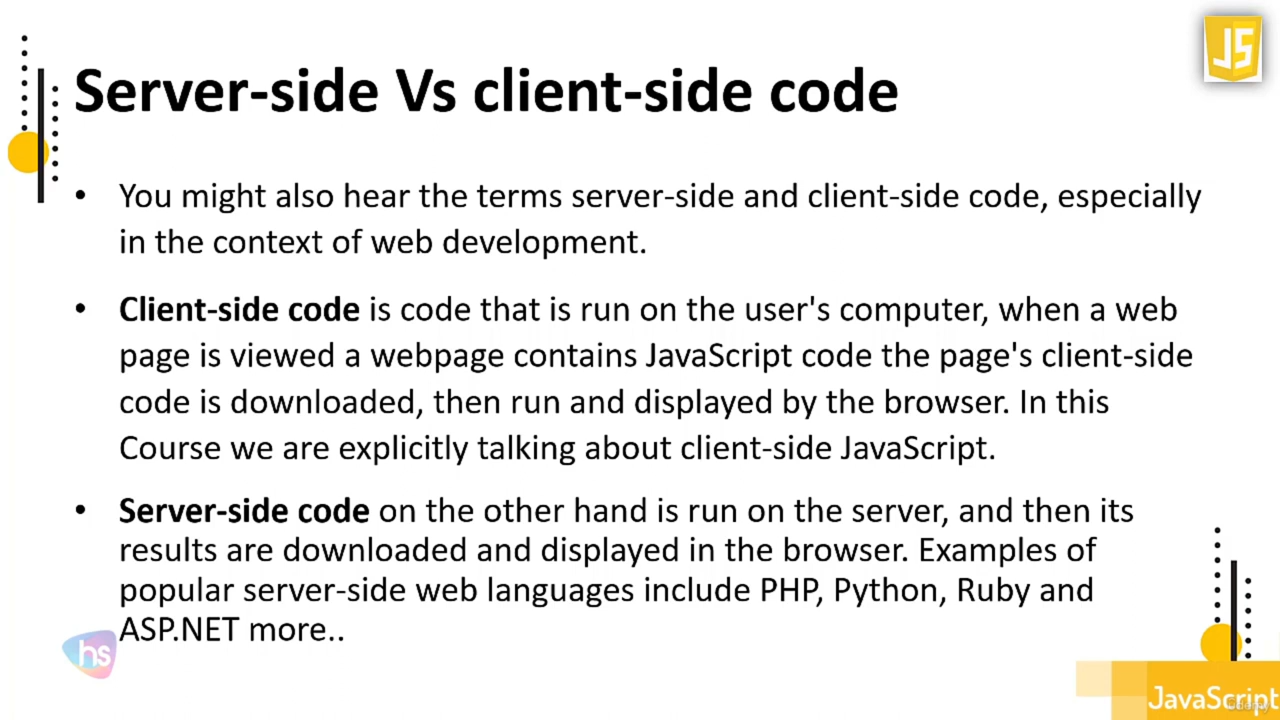 JS
Server-side Vs client-side code
• You might also hear the terms server-side and client-side code, especially
in the context of web development.
• Client-side code is code that is run on the user's computer, when a web
page is viewed a webpage contains JavaScript code the page's client-side
code is downloaded, then run and displayed by the browser. In this
Course we are explicitly talking about client-side JavaScript.
• Server-side code on the other hand is run on the server, and then its
results are downloaded and displayed in the browser. Examples of
popular server-side web languages include PHP, Python, Ruby and
ASP.NET more..
hs
JavaScript